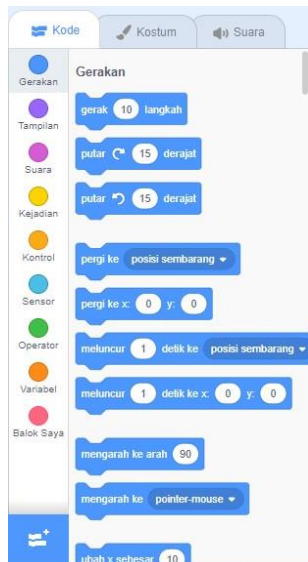 Kode
Kostum
Suara
Gerakan
Tampilan
Suara
Kejadian
Kontrol
Sensor
Operator
Variabel
Balok Saya
Gerakan
gerak 10 langkah
putar 15 derajat
putar 15 derajat
pergi ke posisi sembarang
pergi ke x: 0 y: 0
meluncur 1 detik ke posisi sembarang
meluncur 1 detik ke x: 0 y: 0
mengarah ke arah 90
mengarah ke pointer-mouse
ubah x sebesar 10